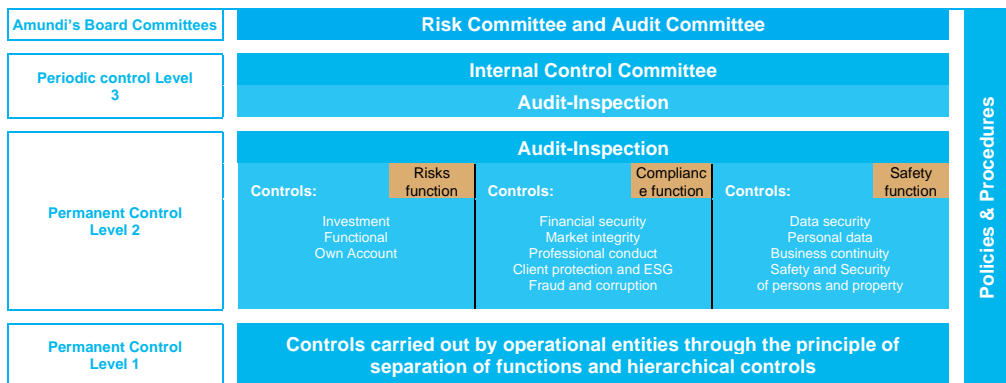 Amundi's Board Committees
Risk Committee and Audit Committee
Periodic control Level
3
Internal Control Committee
Audit-Inspection
Permanent Control
Level 2
Audit-Inspection
Controls:
Risks
function
Investment
Functional
Own Account
Controls:
Complianc
e function
Financial security
Market integrity
Professional conduct
Client protection and ESG
Fraud and corruption
Controls:
Safety
function
Data security
Personal data
Business continuity
Safety and Security
of persons and property
Permanent Control
Level 1
Controls carried out by operational entities through the principle of
separation of functions and hierarchical controls
Policies & Procedures